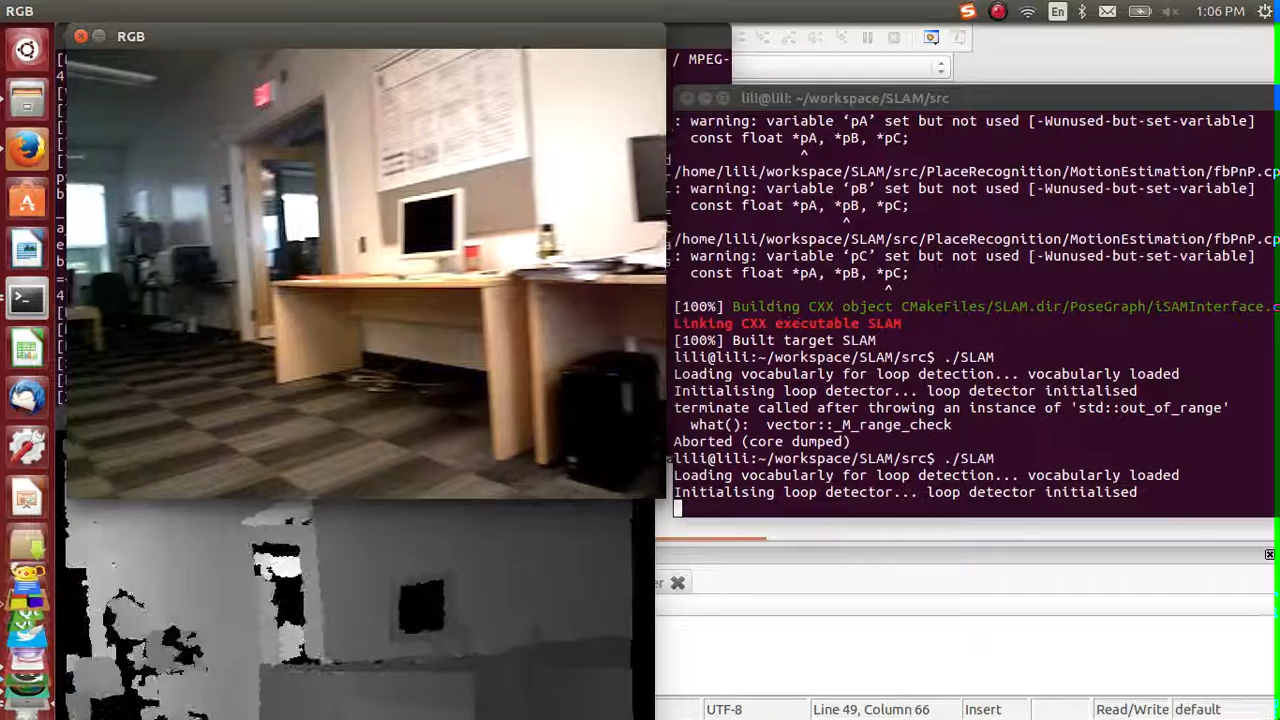 RGB
En
1:06 PM
RGB
/ MPEG-
lili@lili: ~/workspace/SLAM/src
: warning: variable ‘pA’ set but not used [-Wunused-but-set-variable]
const float *pA, *pB, *pC;
^
/home/lili/workspace/SLAM/src/PlaceRecognition/MotionEstimation/fbPnP.cp
: warning: variable ‘pB’ set but not used [-Wunused-but-set-variable]
const float *pA, *pB, *pC;
^
/home/lili/workspace/SLAM/src/PlaceRecognition/MotionEstimation/fbPnP.cp
: warning: variable ‘pC’ set but not used [-Wunused-but-set-variable]
const float *pA, *pB, *pC;
^
[100%] Building CXX object CMakeFiles/SLAM.dir/PoseGraph/iSAMInterface.c
Linking CXX executable SLAM
[100%] Built target SLAM
lili@lili:~/workspace/SLAM/src$ ./SLAM
Loading vocabularly for loop detection... vocabularly loaded
Initialising loop detector... loop detector initialised
terminate called after throwing an instance of 'std::out_of_range'
what():  vector::_M_range_check
Aborted (core dumped)
lili@lili:~/workspace/SLAM/src$ ./SLAM
Loading vocabularly for loop detection... vocabularly loaded
Initialising loop detector... loop detector initialised
er
UTF-8
Line 49, Column 66
Insert
Read/Write
default